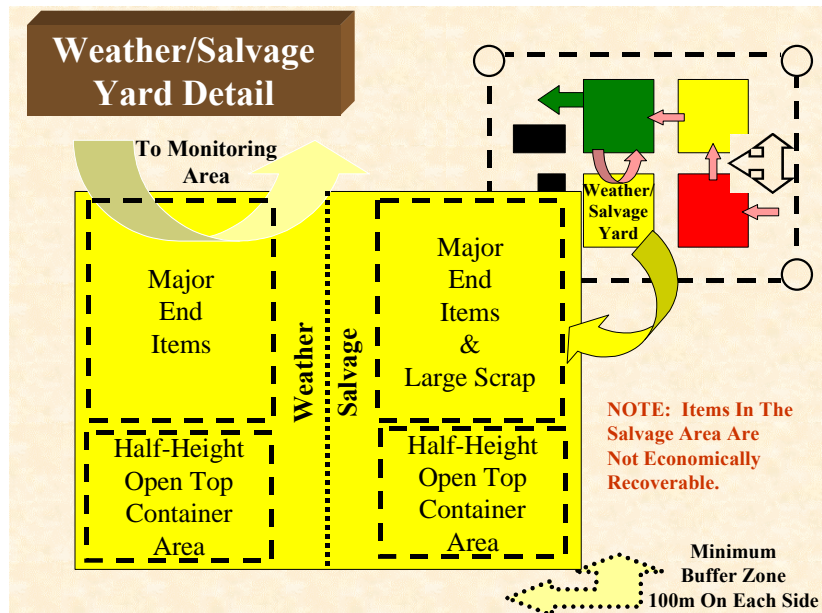 Weather/Salvage
Yard Detail
To Monitoring
Area
Weather/
Salvage
Yard
Major
End
Items
Weather
Salvage
Major
End
Items
&
Large Scrap
Half-Height
Open Top
Container
Area
Half-Height
Open Top
Container
Area
NOTE: Items In The
Salvage Area Are
Not Economically
Recoverable.
Minimum
Buffer Zone
100m On Each Side